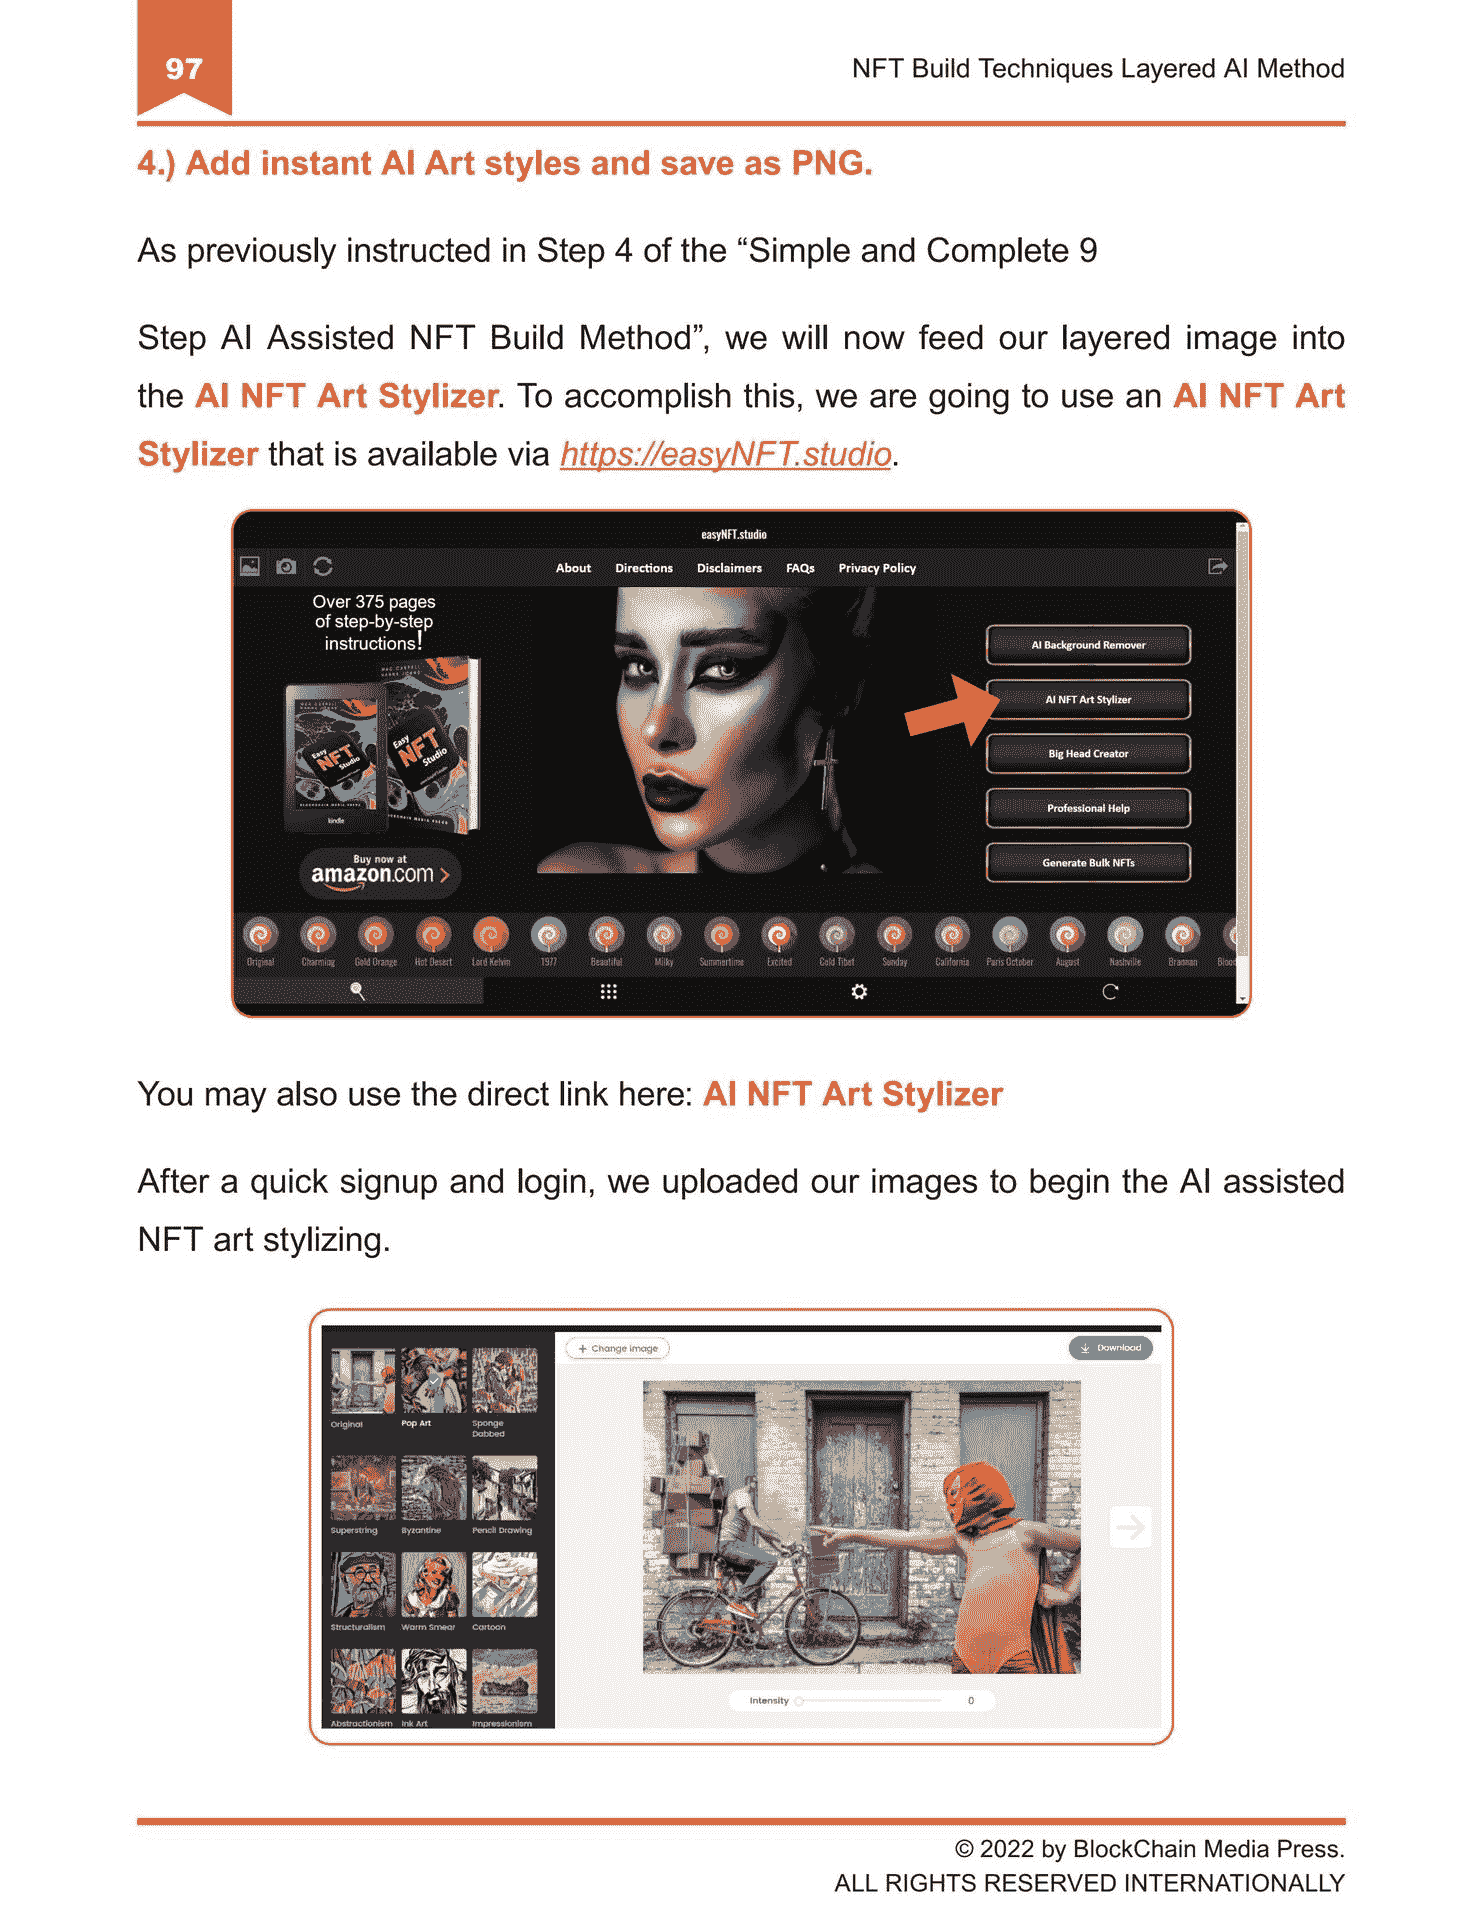 97
NFT Build Techniques Layered AI Method
4.) Add instant AI Art styles and save as PNG.
As previously instructed in Step 4 of the “Simple and Complete 9
Step AI Assisted NFT Build Method”, we will now feed our layered image into
the AI NFT Art Stylizer. To accomplish this, we are going to use an AI NFT Art
Stylizer that is available via https://easyNFT.studio.
easyNFT.studio
About Directions Disclaimers FAQs Privacy Policy
Over 375 pages
of step-by-step
instructions!
Easy
NFT
Studio
kindle
Easy
NFT
Studio
Buy now at
amazon.com >
AI Background Remover
AI NFT Art Stylizer
Big Head Creator
Professional Help
Generate Bulk NFTs
Original Charming Gold Orange Hot Desert Lord Kelvin 1977 Beautiful Milky Summertime Excited Cold Tibet Sunday California Paris October August Nashville Brannan Bloo
You may also use the direct link here: AI NFT Art Stylizer
After a quick signup and login, we uploaded our images to begin the AI assisted
NFT art stylizing.
+ Change image
Download
Original Pop Art Sponge
Dabbed
Superstring Byzantine Pencil Drawing
Structuralism Warm Smear Cartoon
Abstractionism Ink Art Impressionism
Intensity 0
© 2022 by BlockChain Media Press.
ALL RIGHTS RESERVED INTERNATIONALLY